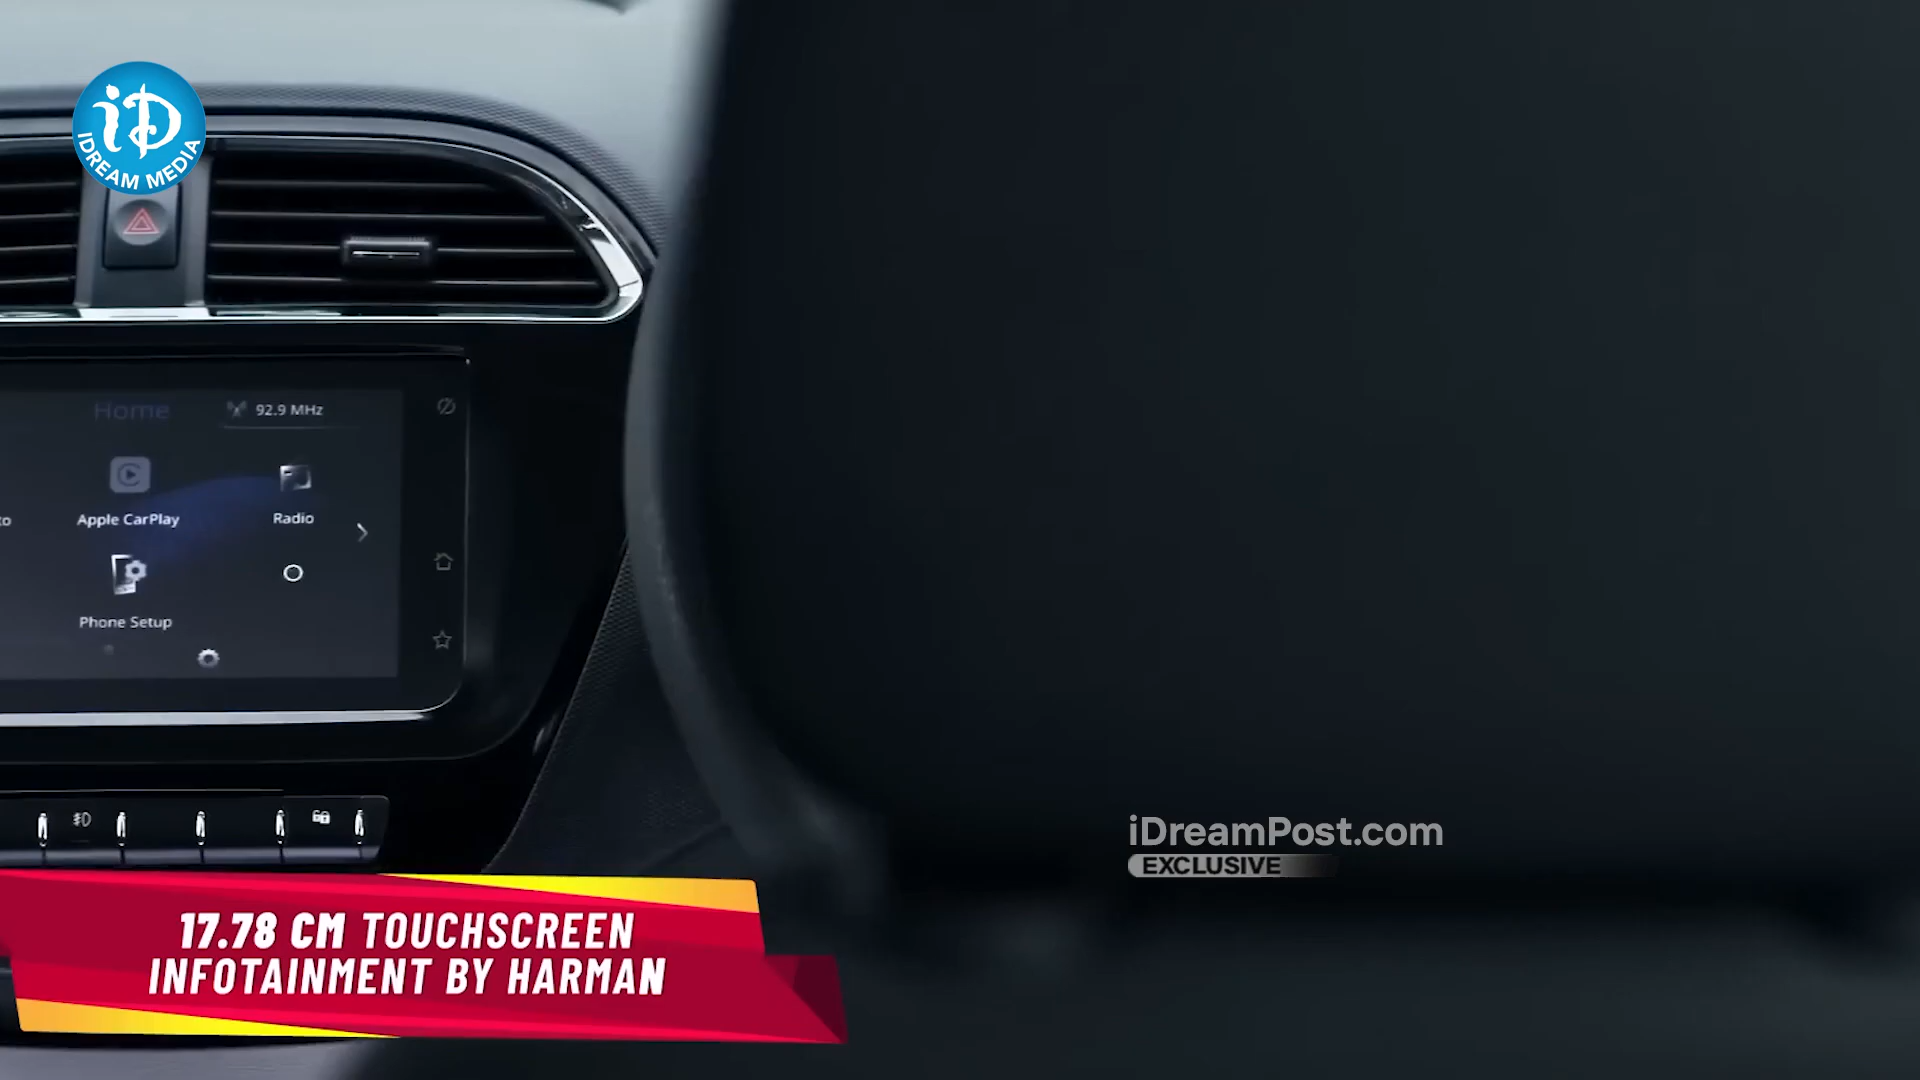 iD
IDREAM MEDIA
Home
92.9 MHz
to
Apple CarPlay
Radio
Phone Setup
iDreamPost.com
EXCLUSIVE
17.78 CM TOUCHSCREEN
INFOTAINMENT BY HARMAN